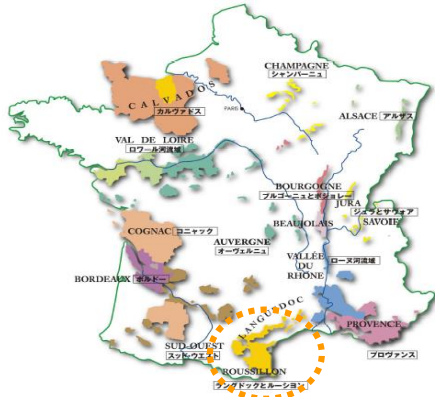 CHAMPAGNE
シャンパーニュ
CALVADOS
カルヴァドス
PARIS
ALSACE アルザス
VAL DE LOIRE
ロワール河流域
BOURGOGNE
ブルゴーニュとボジョレー
JURA
ジュラとサヴォア
SAVOIE
BEAUJOLAIS
COGNAC コニャック
AUVERGNE
オーヴェルニュ
VALLÉE
DU
RHÔNE
ローヌ河流域
BORDEAUX ボルドー
LANGUEDOC
PROVENCE
プロヴァンス
SUD-OUEST
スッド・ウエスト
ROUSSILLON
ラングドックとルーション